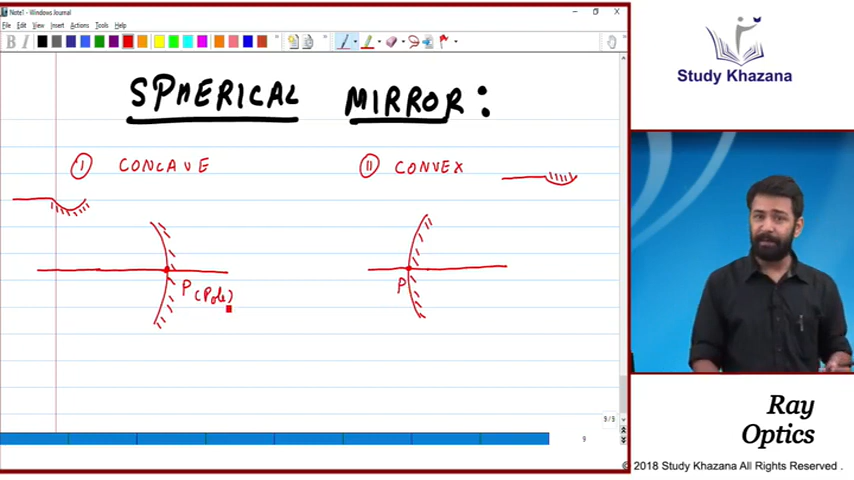 Note1 - Windows Journal
File Edit View Insert Actions Tools Help
B I
SPHERICAL MIRROR:
I CONCAVE
II CONVEX
P (Pole)
P
9/9
9
Study Khazana
Ray
Optics
© 2018 Study Khazana All Rights Reserved .